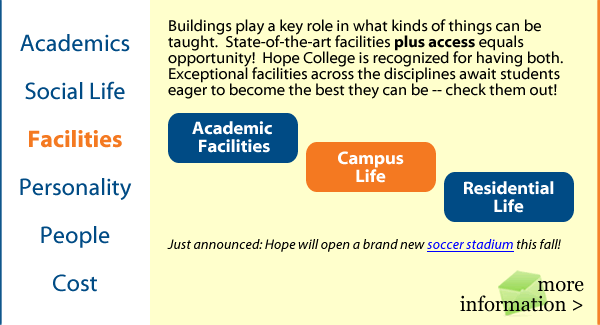 Academics
Social Life
Facilities
Personality
People
Cost
Buildings play a key role in what kinds of things can be
taught.  State-of-the-art facilities plus access equals
opportunity!  Hope College is recognized for having both.
Exceptional facilities across the disciplines await students
eager to become the best they can be -- check them out!
Academic
Facilities
Campus
Life
Residential
Life
Just announced: Hope will open a brand new soccer stadium this fall!
more
information >